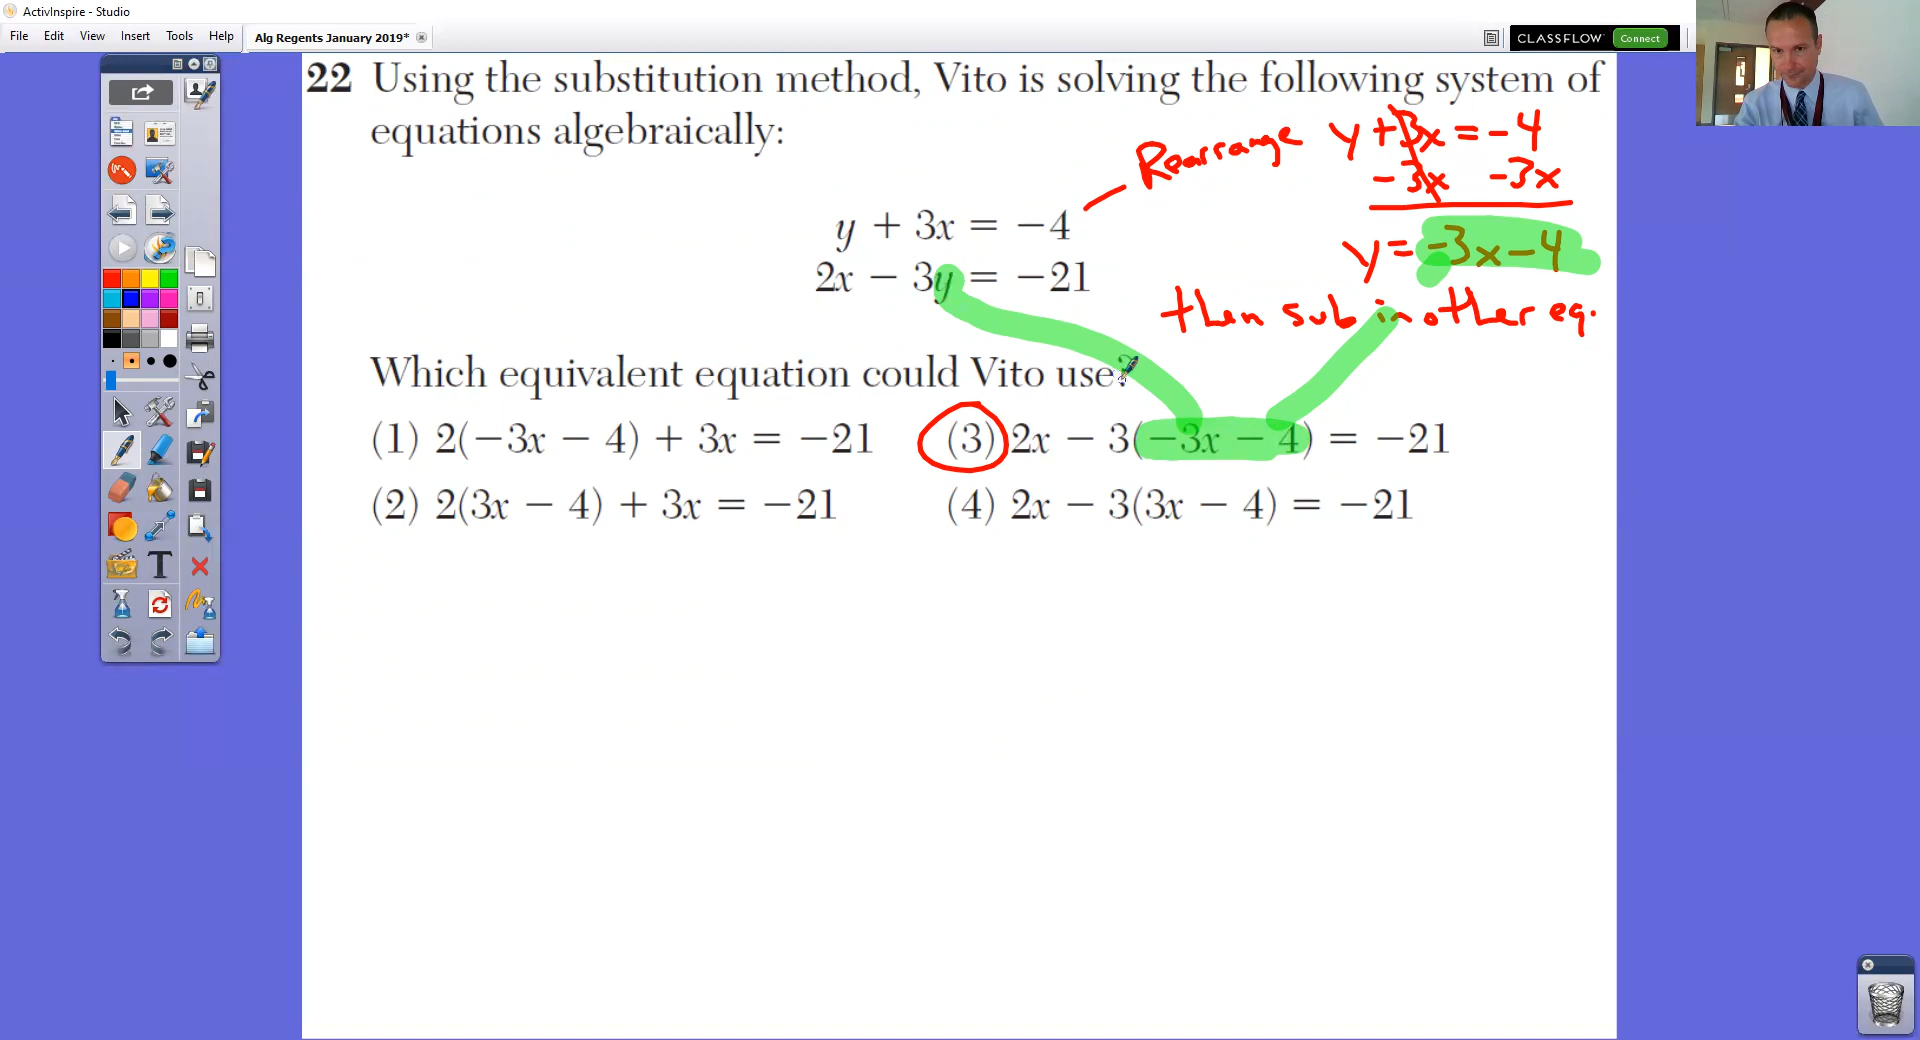 ActivInspire - Studio
File Edit View Insert Tools Help
Alg Regents January 2019*
CLASSFLOW Connect
22 Using the substitution method, Vito is solving the following system of
equations algebraically:
y + 3x = −4
2x − 3y = −21
Rearrange
y + 3x = -4
- 3x -3x
y = -3x - 4
then sub in other eq.
Which equivalent equation could Vito use?
(1) 2(−3x − 4) + 3x = −21
(3) 2x − 3(−3x − 4) = −21
(2) 2(3x − 4) + 3x = −21
(4) 2x − 3(3x − 4) = −21
T